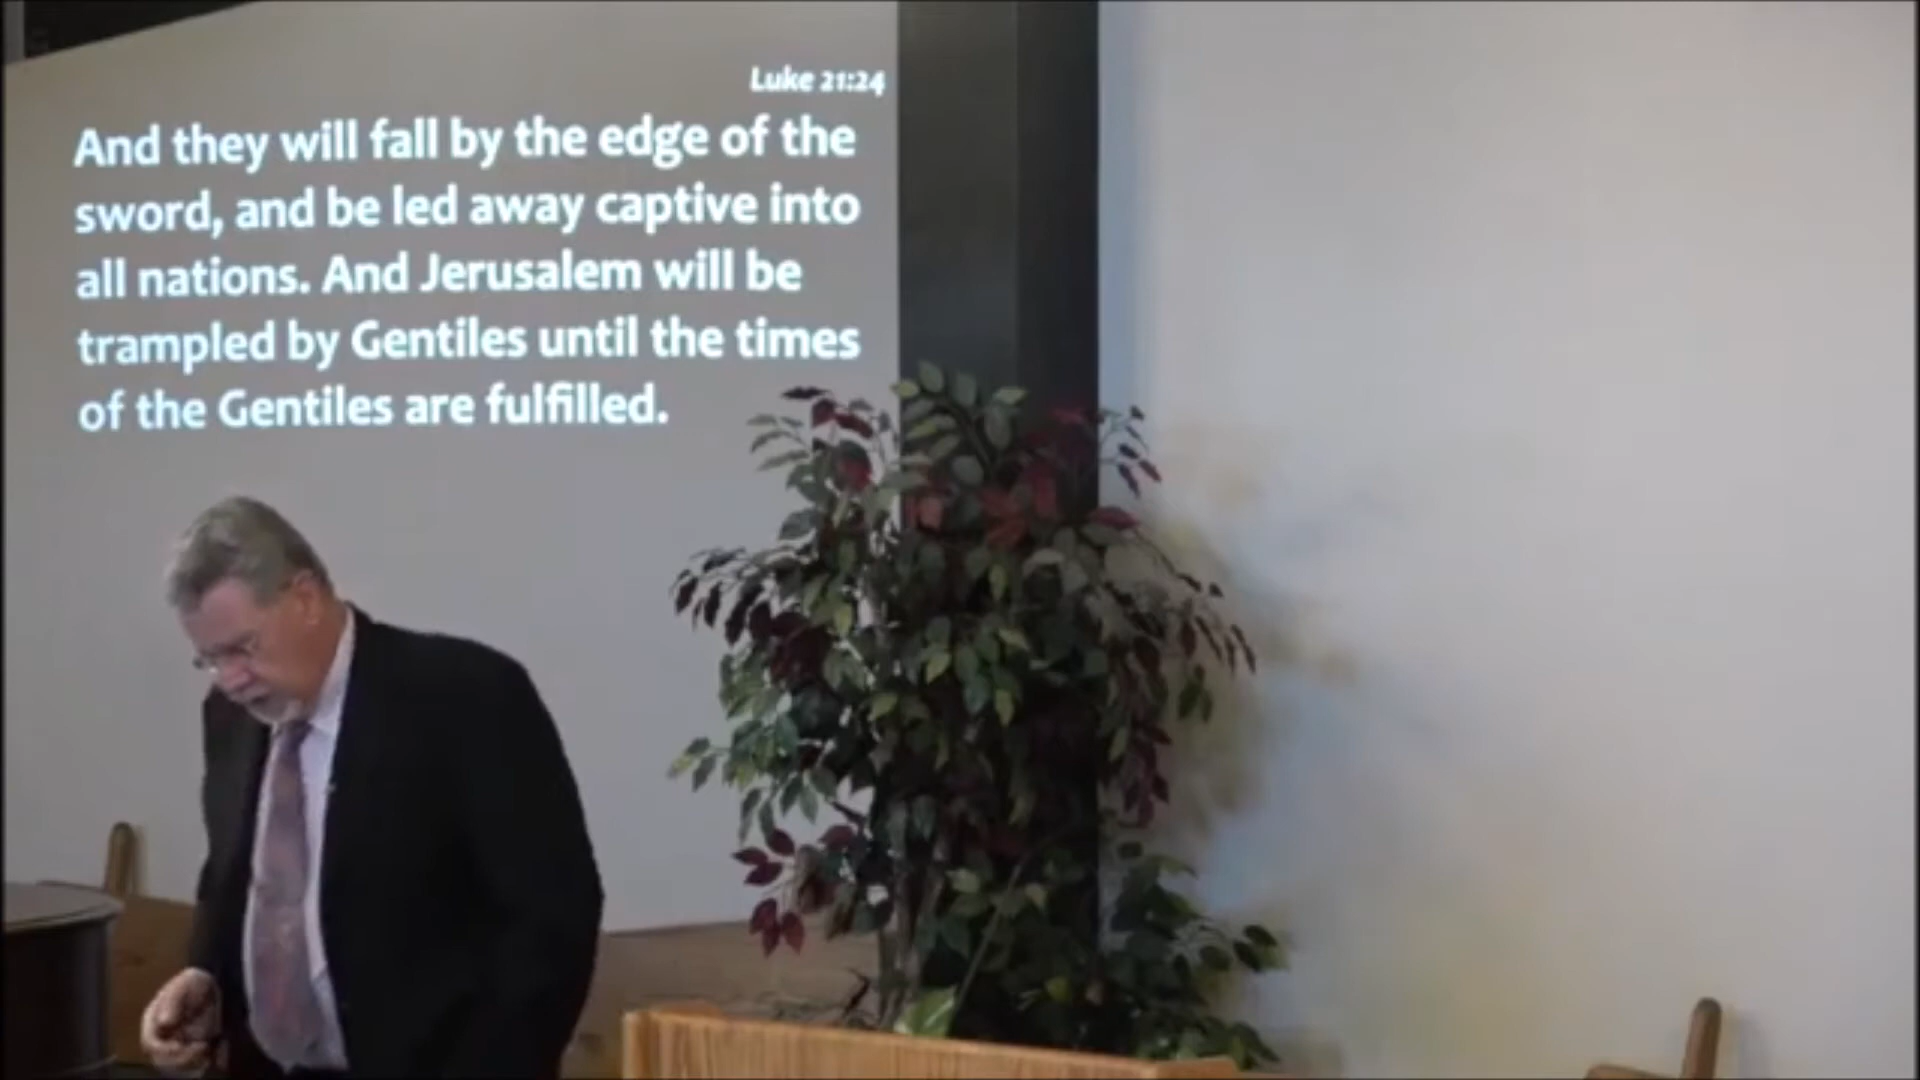 Luke 21:24
And they will fall by the edge of the
sword, and be led away captive into
all nations. And Jerusalem will be
trampled by Gentiles until the times
of the Gentiles are fulfilled.